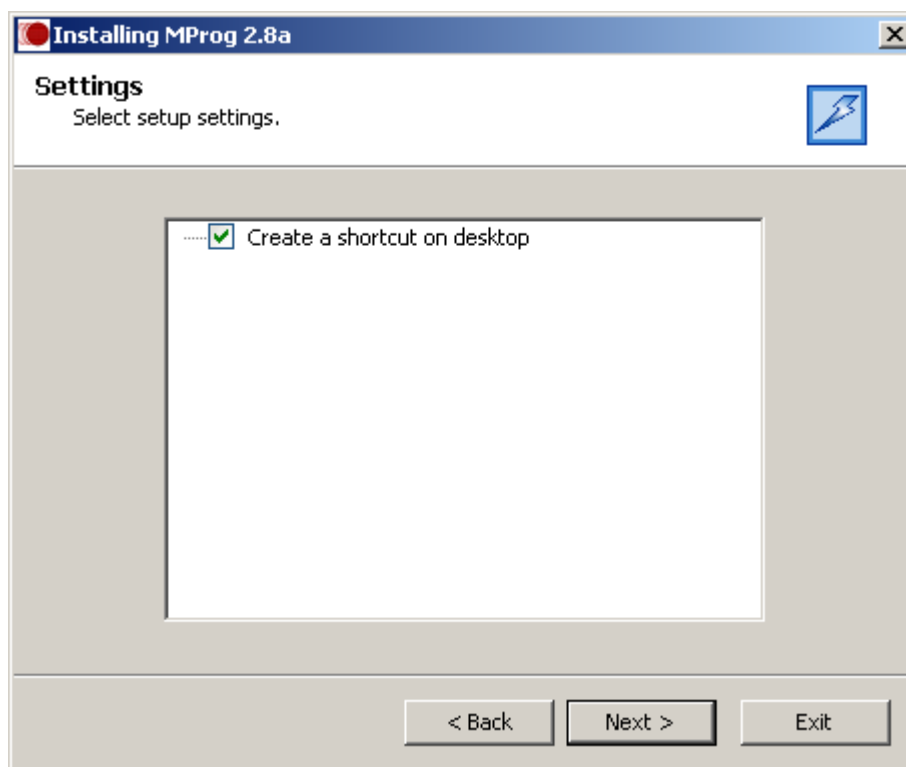 Installing MProg 2.8a
Settings
Select setup settings.
Create a shortcut on desktop
< Back Next > Exit